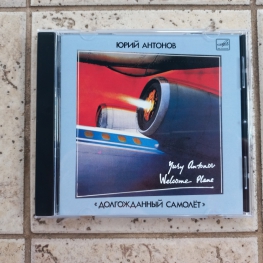 ЮРИЙ АНТОНОВ
Yury Antonov
Welcome Plane
«ДОЛГОЖДАННЫЙ САМОЛЁТ»